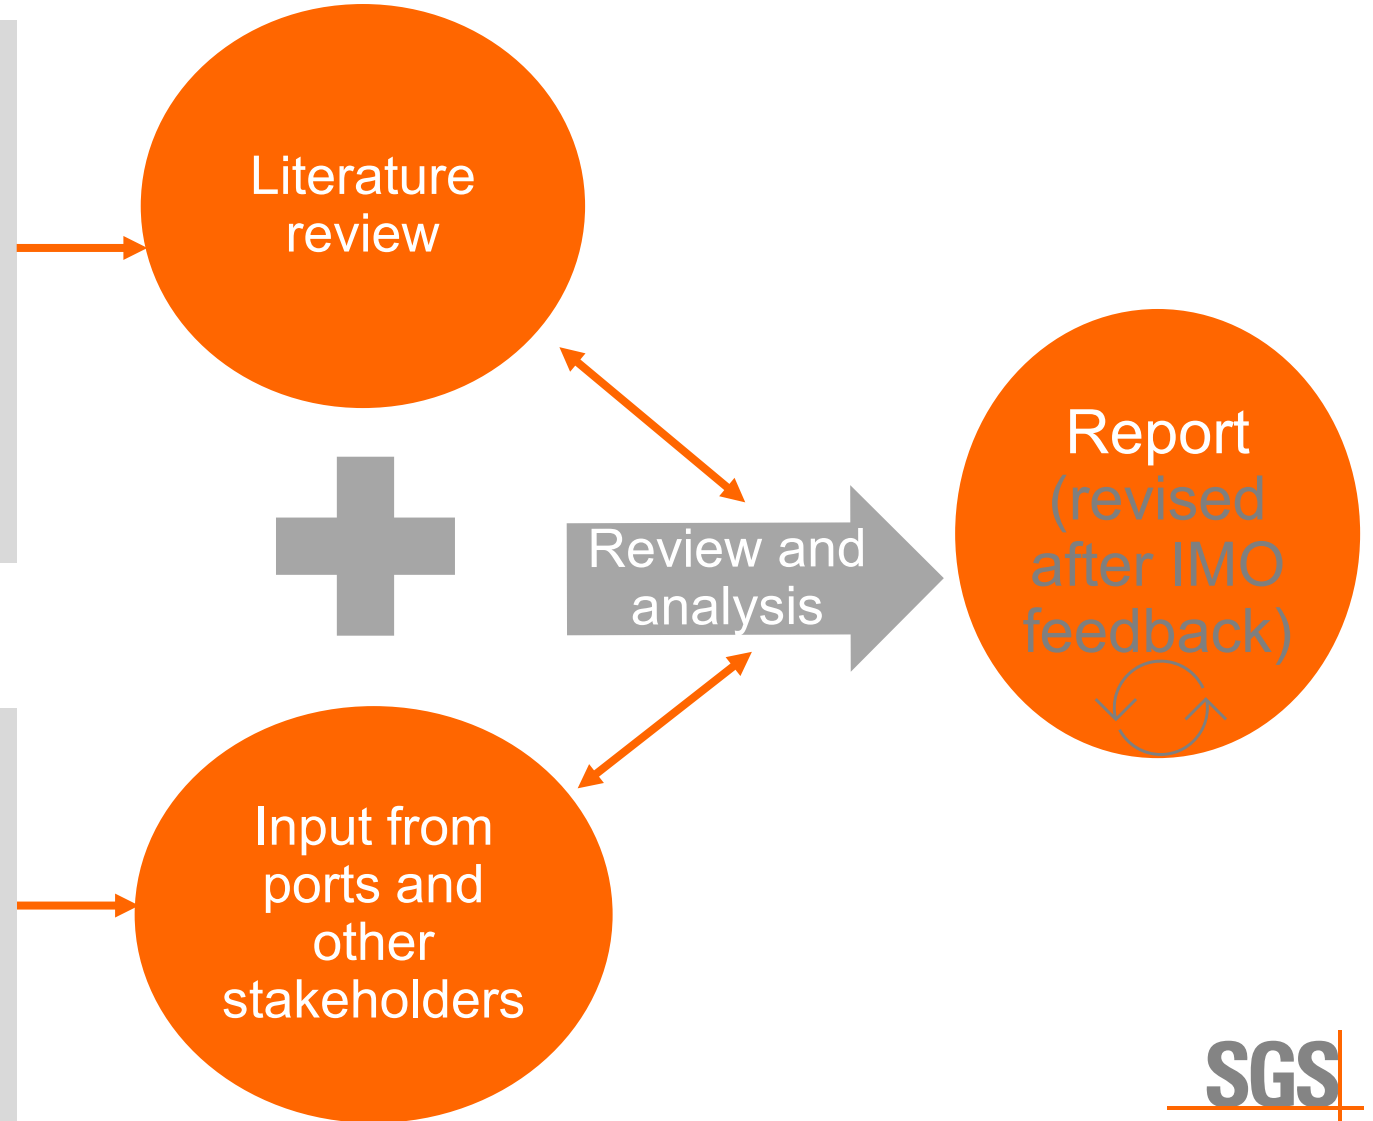 Literature
review
Review and
analysis
Report
(revised
after IMO
feedback)
Input from
ports and
other
stakeholders
SGS